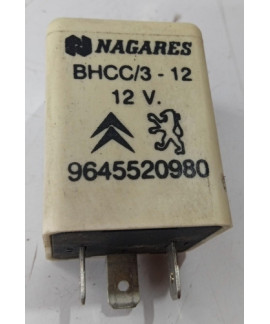 NAGARES
BHCC/3 - 12
12 V.
9645520980